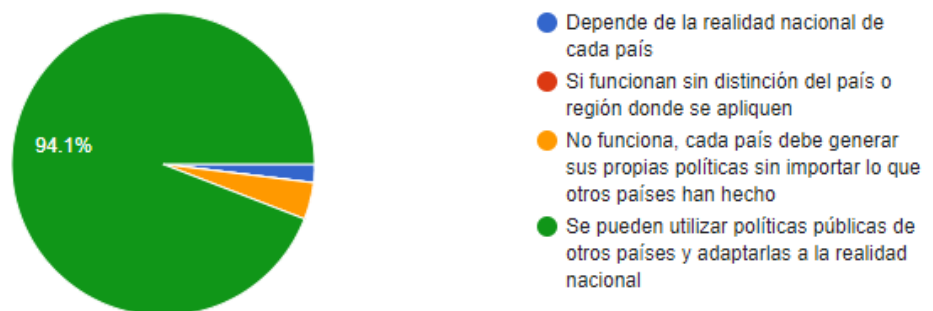 94.1%
Depende de la realidad nacional de
cada país
Si funcionan sin distinción del país o
región donde se apliquen
No funciona, cada país debe generar
sus propias políticas sin importar lo que
otros países han hecho
Se pueden utilizar políticas públicas de
otros países y adaptarlas a la realidad
nacional